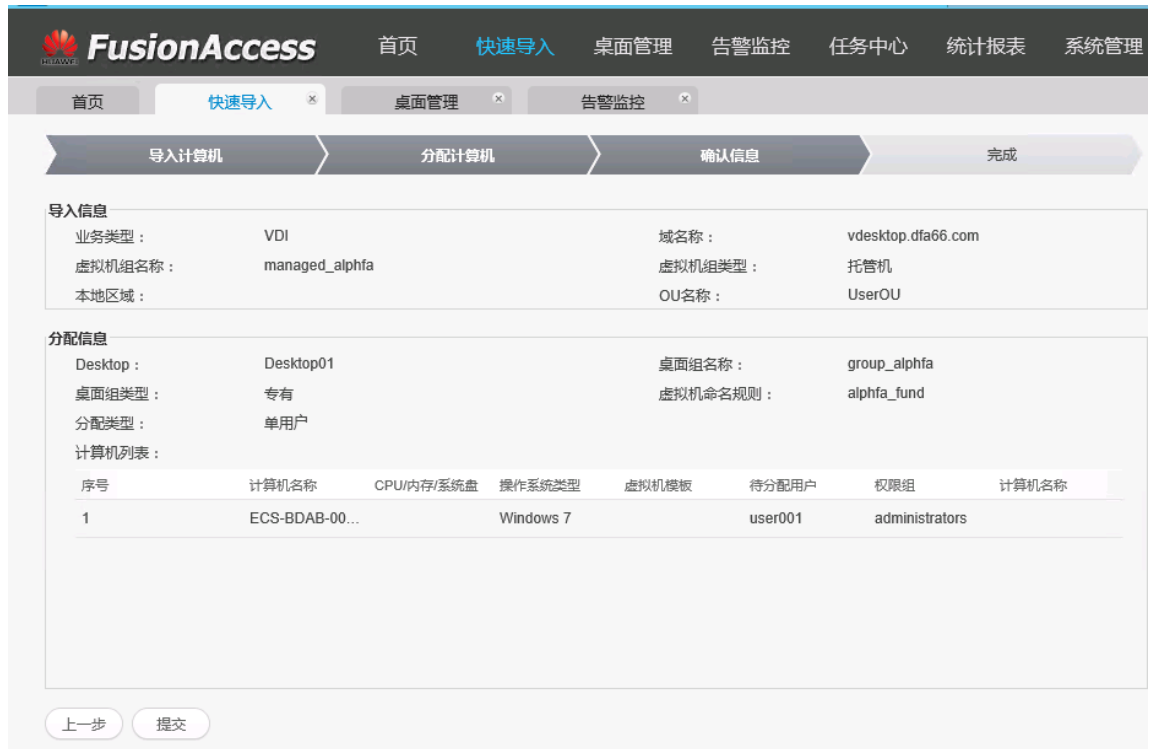 HUAWEI FusionAccess 首页 快速导入 桌面管理 告警监控 任务中心 统计报表 系统管理
首页 快速导入 桌面管理 告警监控
导入计算机 分配计算机 确认信息 完成
导入信息
业务类型： VDI 域名称： vdesktop.dfa66.com
虚拟机组名称： managed_alphfa 虚拟机组类型： 托管机
本地区域： OU名称： UserOU
分配信息
Desktop： Desktop01 桌面组名称： group_alphfa
桌面组类型： 专有 虚拟机命名规则： alphfa_fund
分配类型： 单用户
计算机列表：
序号 计算机名称 CPU/内存/系统盘 操作系统类型 虚拟机模板 待分配用户 权限组 计算机名称
1 ECS-BDAB-00... Windows 7 user001 administrators
上一步 提交